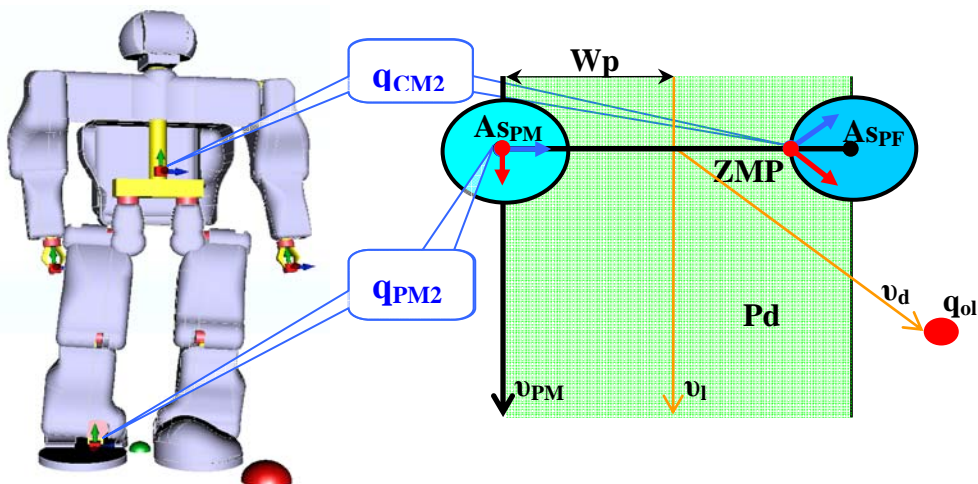 Wp
qCM2
AsPM
AsPF
ZMP
qPM2
υd
qol
Pd
υPM
υl